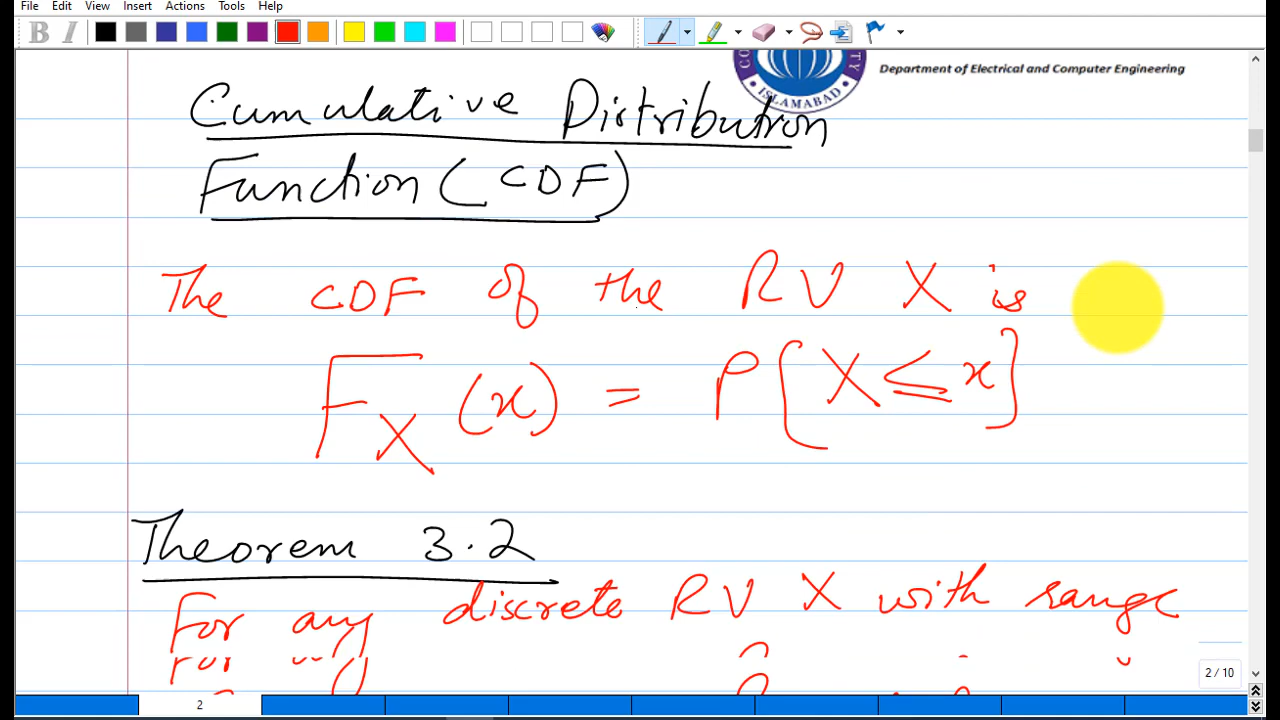 File Edit View Insert Actions Tools Help
B I
Department of Electrical and Computer Engineering
ISLAMABAD
Cumulative Distribution
Function (CDF)
The CDF of the RV X is
F_X (x) = P[X ≤ x]
Theorem 3.2
For any discrete RV X with range
2 / 10
2